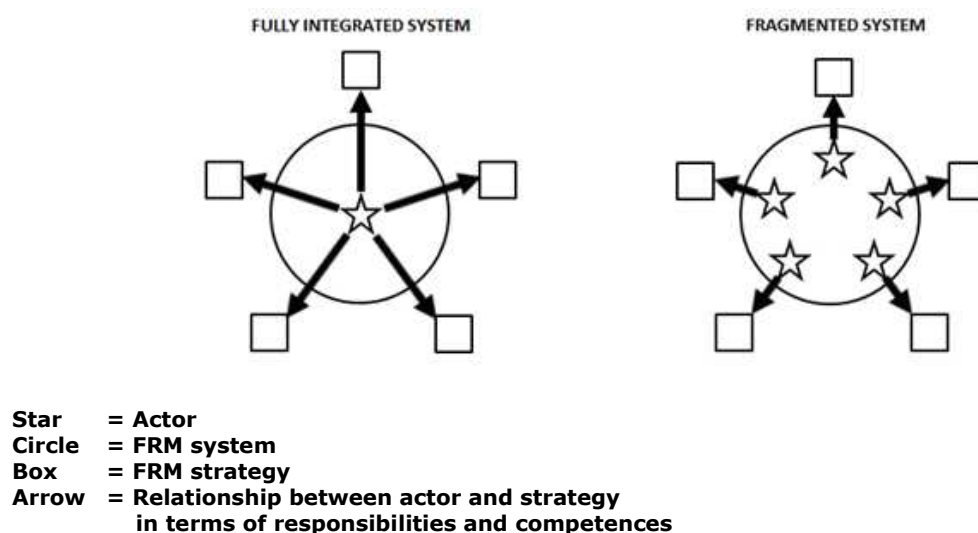 FULLY INTEGRATED SYSTEM
FRAGMENTED SYSTEM
Star = Actor
Circle = FRM system
Box = FRM strategy
Arrow = Relationship between actor and strategy
in terms of responsibilities and competences